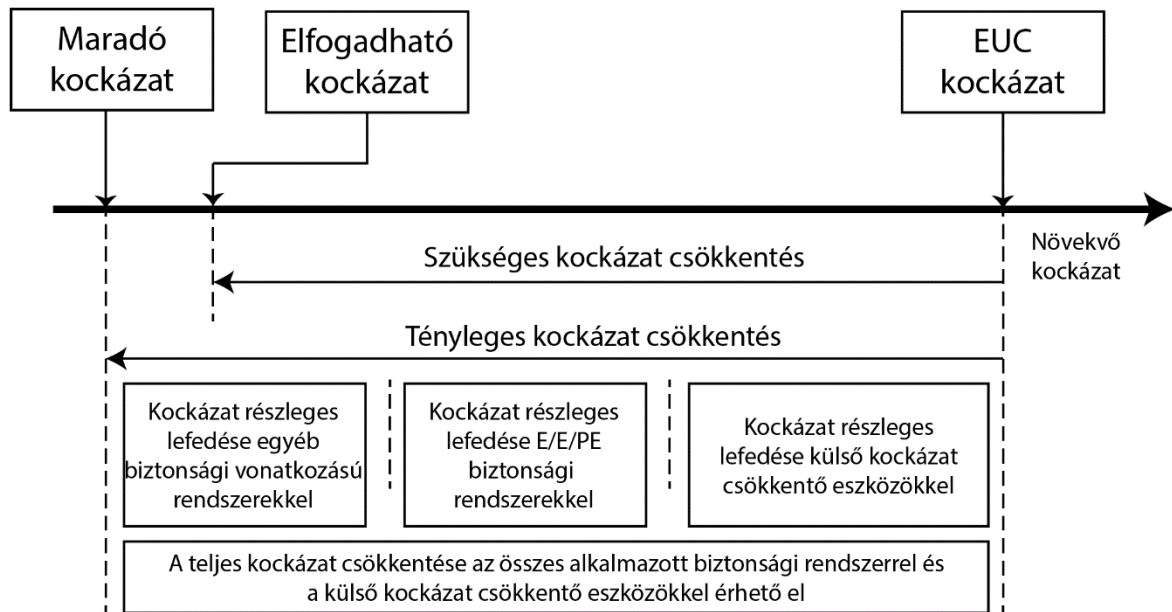 Maradó
kockázat
Elfogadható
kockázat
EUC
kockázat
Növekvő
kockázat
Szükséges kockázat csökkentés
Tényleges kockázat csökkentés
Kockázat részleges
lefedése egyéb
biztonsági vonatkozású
rendszerekkel
Kockázat részleges
lefedése E/E/PE
biztonsági
rendszerekkel
Kockázat részleges
lefedése külső kockázat
csökkentő eszközökkel
A teljes kockázat csökkentése az összes alkalmazott biztonsági rendszerrel és
a külső kockázat csökkentő eszközökkel érhető el